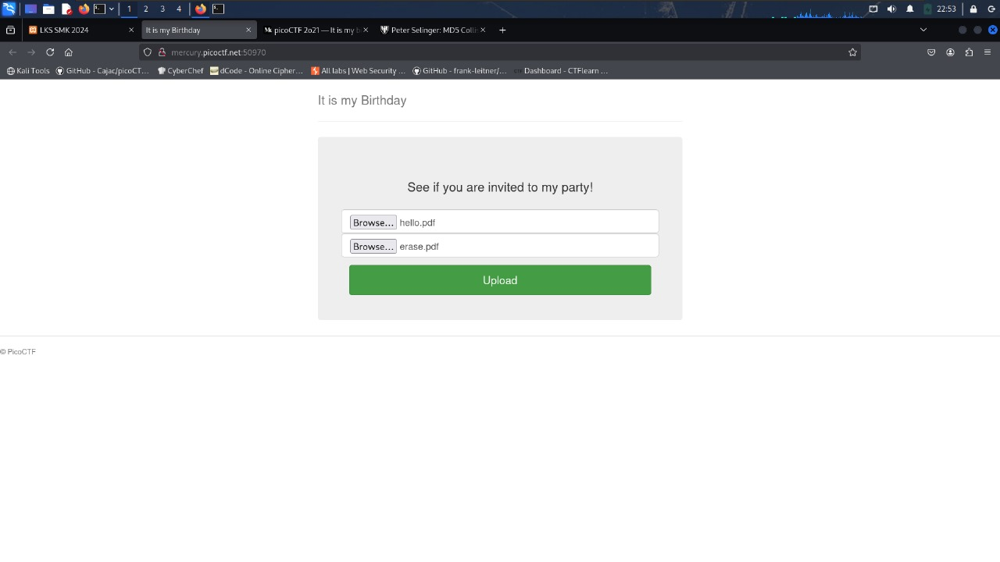 1 2 3 4 22:53
LKS SMK 2024 It is my Birthday picoCTF 2o21 — It is my b Peter Selinger: MD5 Colli
mercury.picoctf.net:50970
Kali Tools GitHub - Cajac/picoCT... CyberChef dCode - Online Cipher... All labs | Web Security ... GitHub - frank-leitner/... Dashboard - CTFlearn ...
It is my Birthday
See if you are invited to my party!
Browse... hello.pdf
Browse... erase.pdf
Upload
© PicoCTF